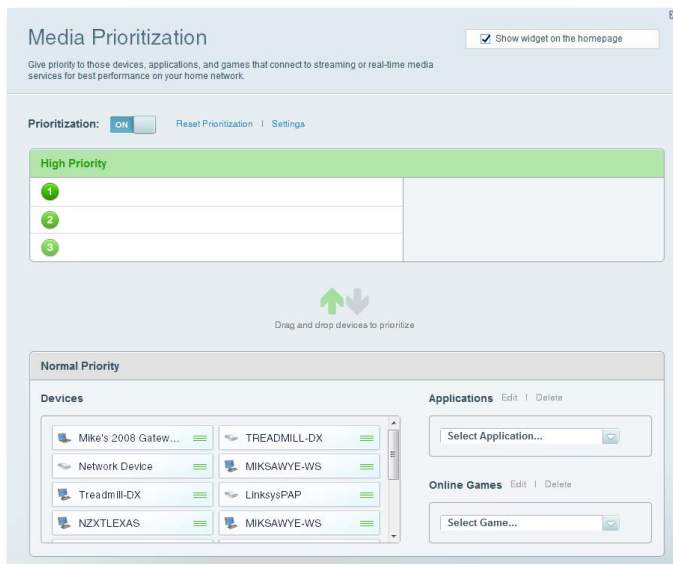 Media Prioritization
Show widget on the homepage
Give priority to those devices, applications, and games that connect to streaming or real-time media
services for best performance on your home network.
Prioritization: ON Reset Prioritization | Settings
High Priority
1
2
3
Drag and drop devices to prioritize
Normal Priority
Devices
Mike's 2008 Gatew...
TREADMILL-DX
Network Device
MIKSAWYE-WS
Treadmill-DX
LinksysPAP
NZXTLEXAS
MIKSAWYE-WS
Applications Edit | Delete
Select Application...
Online Games Edit | Delete
Select Game...